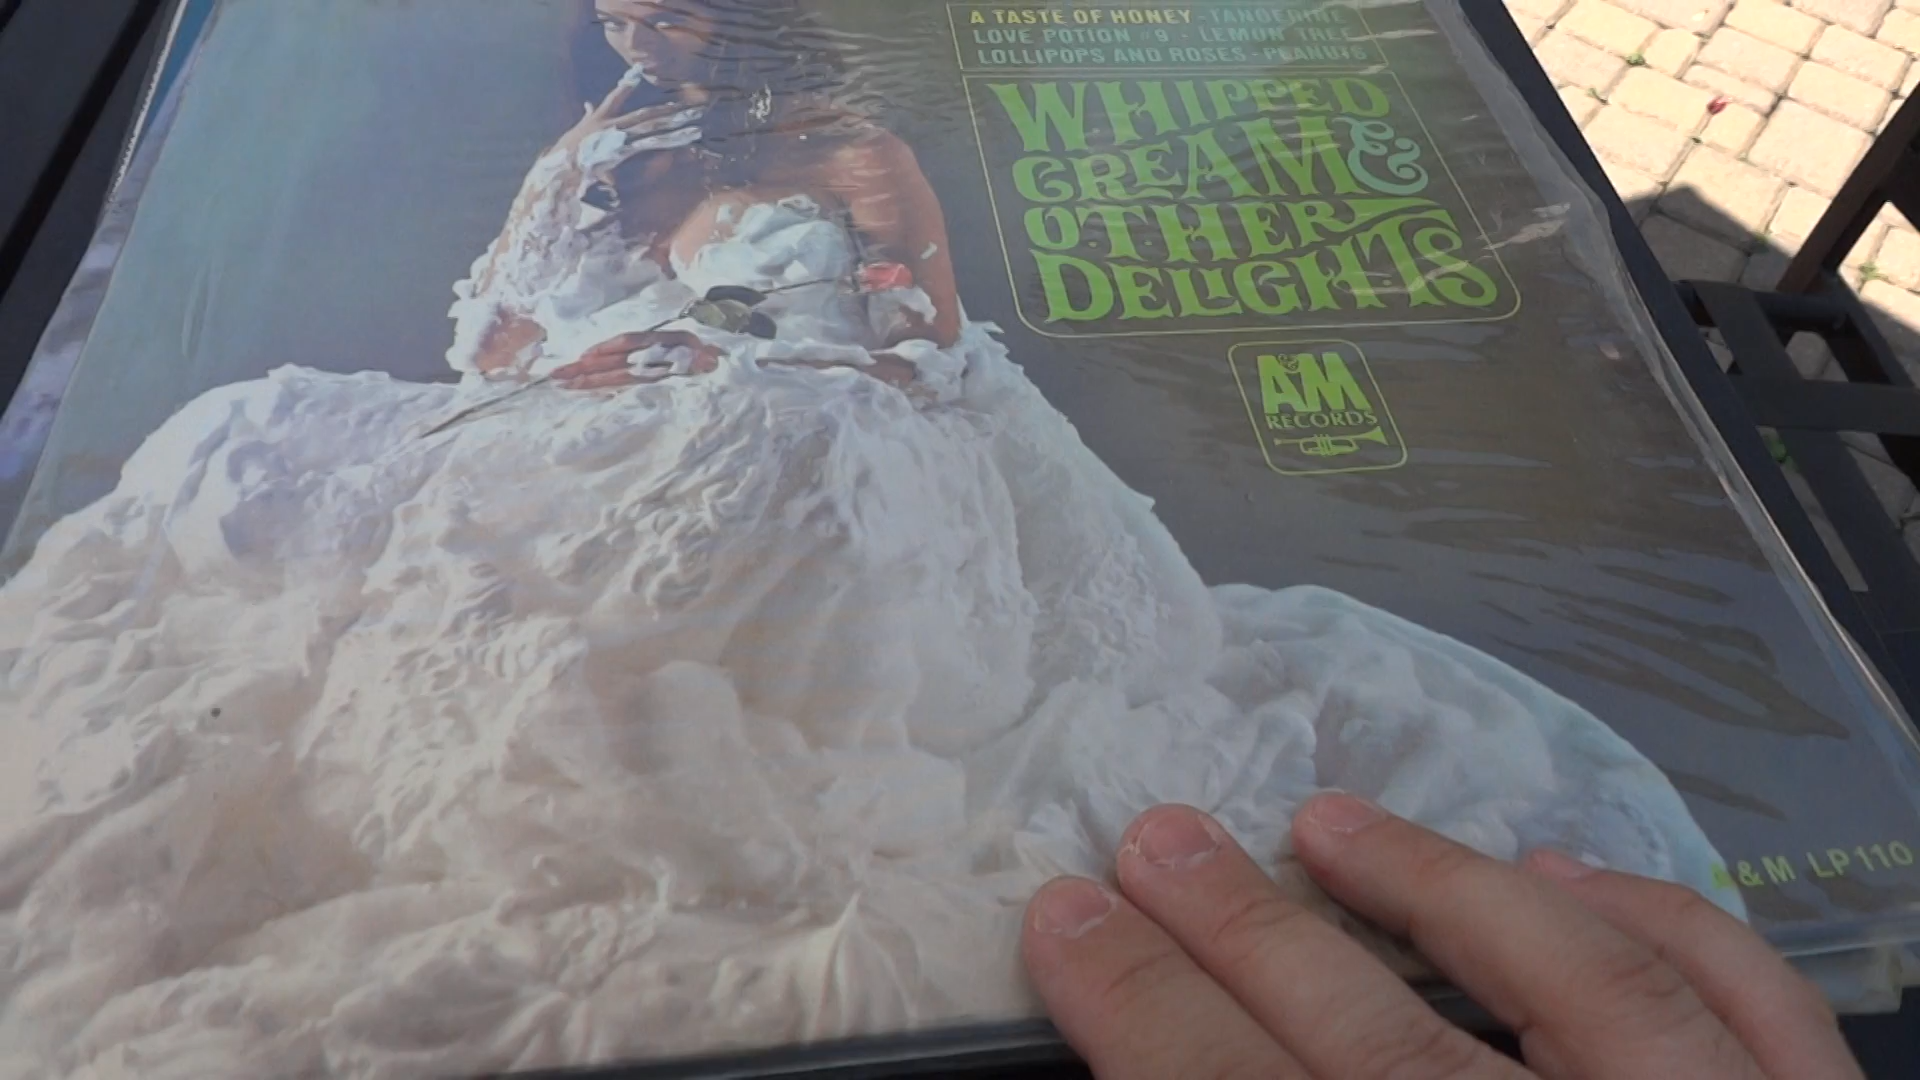 A TASTE OF HONEY - TANGERINE
LOVE POTION #9 - LEMON TREE
LOLLIPOPS AND ROSES - PEANUTS
WHIPPED
CREAM &
OTHER
DELIGHTS
A&M
RECORDS
A & M LP 110